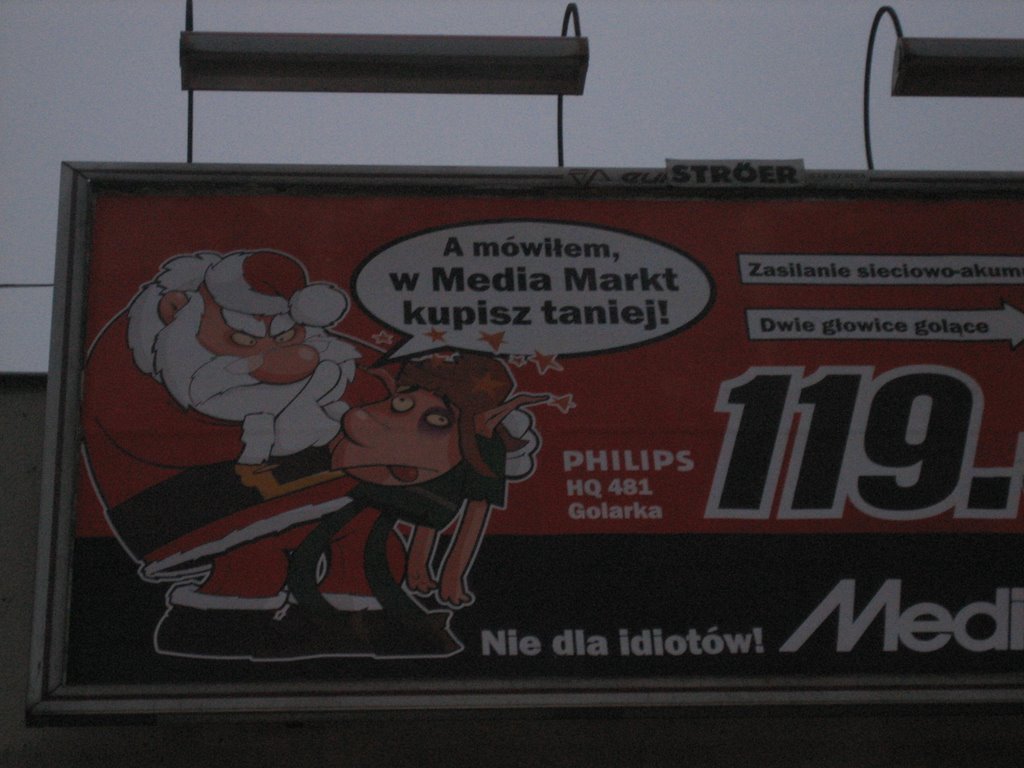 STRÖER
A mówiłem,
w Media Markt
kupisz taniej!
Zasilanie sieciowo-akum
Dwie głowice golące
119.
PHILIPS
HQ 481
Golarka
Nie dla idiotów!
Medi